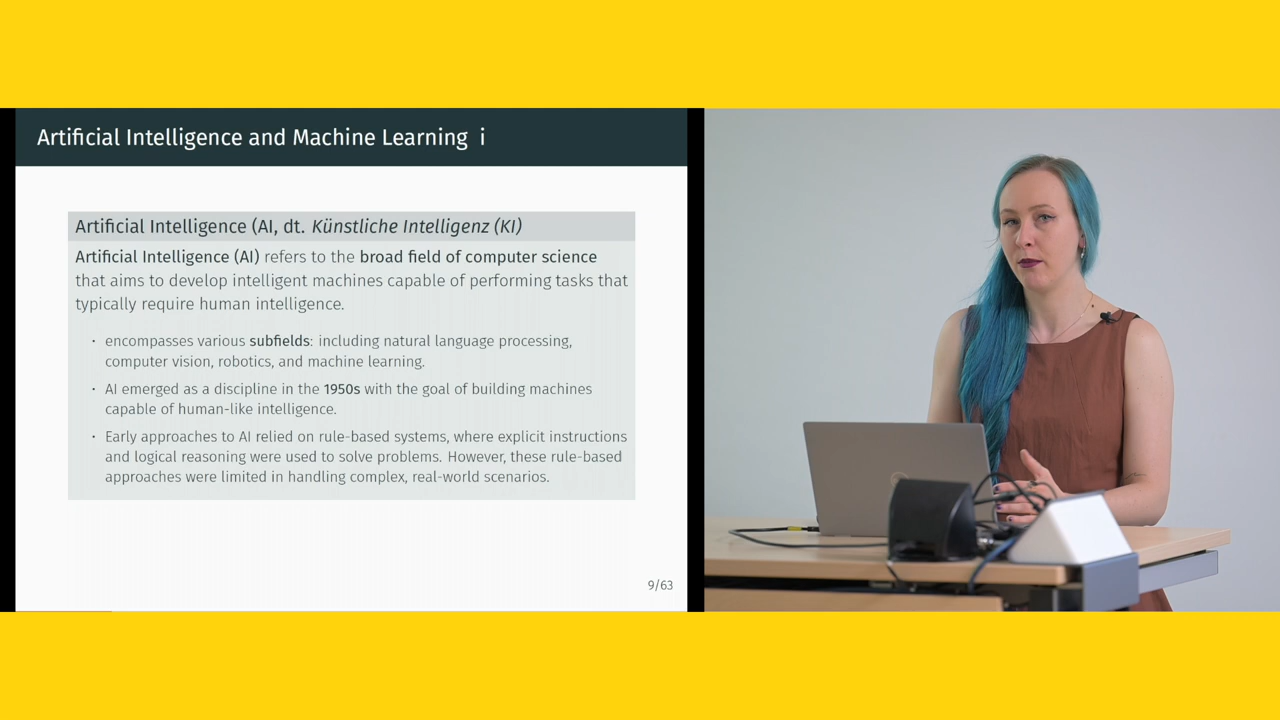 Artificial Intelligence and Machine Learning i
Artificial Intelligence (AI, dt. Künstliche Intelligenz (KI)
Artificial Intelligence (AI) refers to the broad field of computer science
that aims to develop intelligent machines capable of performing tasks that
typically require human intelligence.
· encompasses various subfields: including natural language processing,
computer vision, robotics, and machine learning.
· AI emerged as a discipline in the 1950s with the goal of building machines
capable of human-like intelligence.
· Early approaches to AI relied on rule-based systems, where explicit instructions
and logical reasoning were used to solve problems. However, these rule-based
approaches were limited in handling complex, real-world scenarios.
9/63